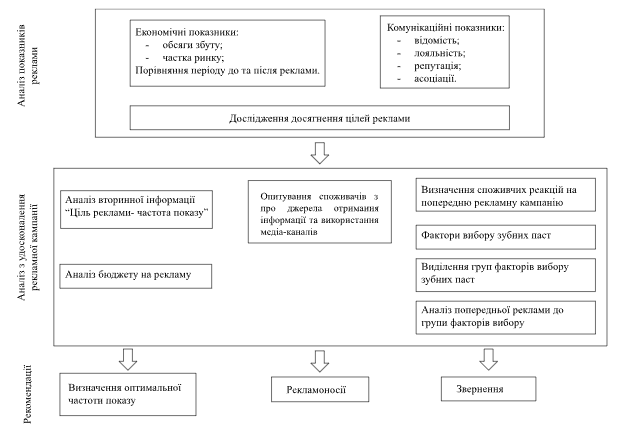 Аналіз показників
реклами
Економічні показники:
- обсяги збуту;
- частка ринку;
Порівняння періоду до та після реклами.
Комунікаційні показники:
- відомість;
- лояльність;
- репутація;
- асоціації.
Дослідження досягнення цілей реклами
Аналіз з удосконалення
рекламної кампанії
Аналіз вторинної інформації
“Ціль реклами- частота показу”
Аналіз бюджету на рекламу
Опитування споживачів з
про джерела отримання
інформації та використання
медіа-каналів
Визначення споживчих реакцій на
попередню рекламну кампанію
Фактори вибору зубних паст
Виділення груп факторів вибору
зубних паст
Аналіз попередньої реклами до
групи факторів вибору
Рекомендації
Визначення оптимальної
частоти показу
Рекламоносії
Звернення